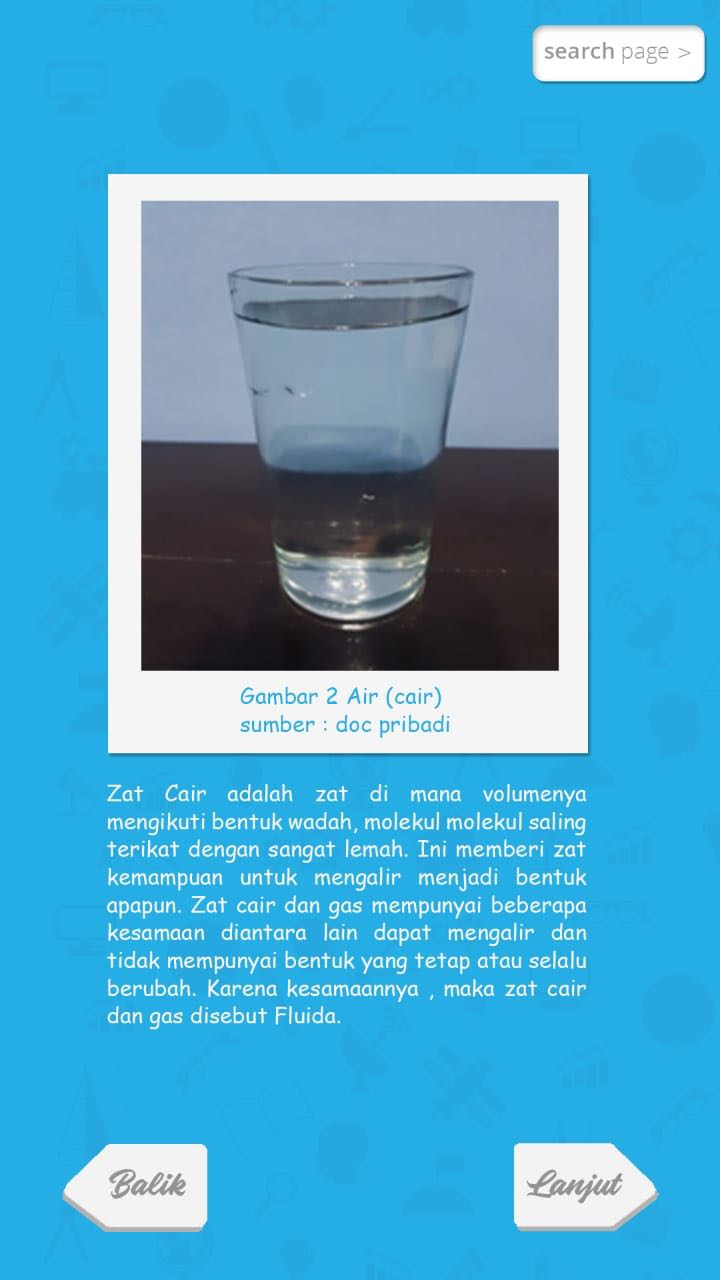 search page >
Gambar 2 Air (cair)
sumber : doc pribadi
Zat Cair adalah zat di mana volumenya
mengikuti bentuk wadah, molekul molekul saling
terikat dengan sangat lemah. Ini memberi zat
kemampuan untuk mengalir menjadi bentuk
apapun. Zat cair dan gas mempunyai beberapa
kesamaan diantara lain dapat mengalir dan
tidak mempunyai bentuk yang tetap atau selalu
berubah. Karena kesamaannya , maka zat cair
dan gas disebut Fluida.
Balik
Lanjut